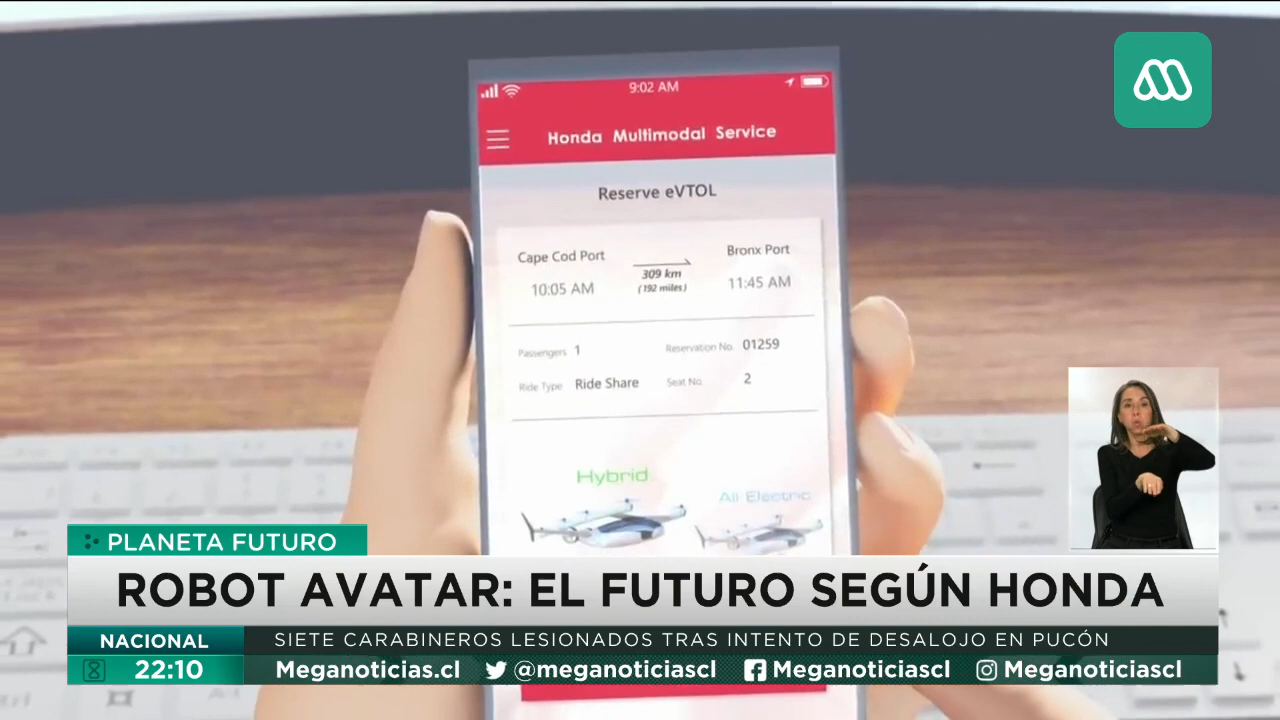 9:02 AM
Honda Multimodal Service
Reserve eVTOL
Cape Cod Port
Bronx Port
309 km
(192 miles)
10:05 AM
11:45 AM
Passengers 1
Reservation No. 01259
Ride Type Ride Share
Seat No. 2
Hybrid
All Electric
PLANETA FUTURO
ROBOT AVATAR: EL FUTURO SEGÚN HONDA
NACIONAL
SIETE CARABINEROS LESIONADOS TRAS INTENTO DE DESALOJO EN PUCÓN
22:10
Meganoticias.cl
@meganoticiascl
Meganoticiascl
Meganoticiascl